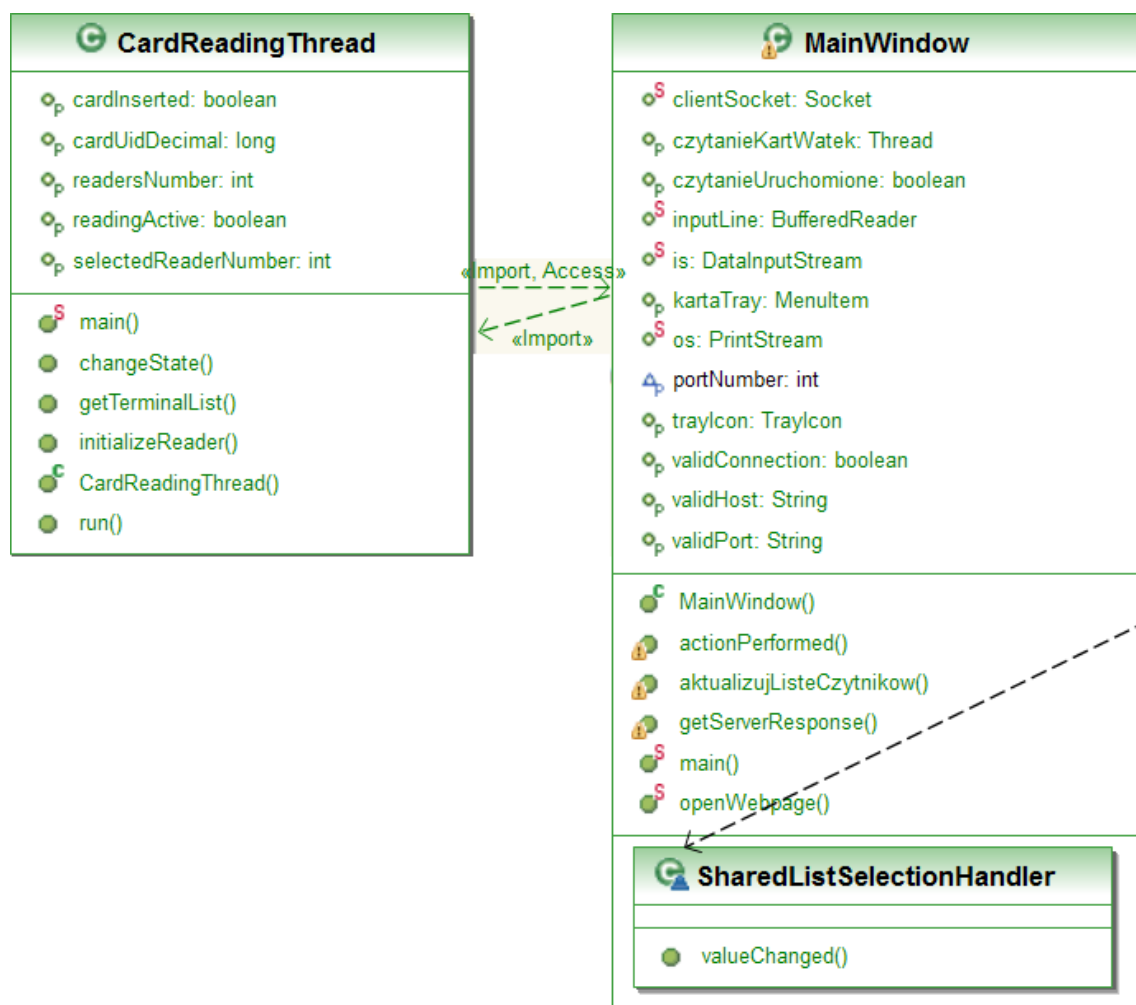 CardReadingThread
cardInserted: boolean
cardUidDecimal: long
readersNumber: int
readingActive: boolean
selectedReaderNumber: int
main()
changeState()
getTerminalList()
initializeReader()
CardReadingThread()
run()
«Import, Access»
«Import»
MainWindow
clientSocket: Socket
czytanieKartWatek: Thread
czytanieUruchomione: boolean
inputLine: BufferedReader
is: DataInputStream
kartaTray: MenuItem
os: PrintStream
portNumber: int
trayIcon: TrayIcon
validConnection: boolean
validHost: String
validPort: String
MainWindow()
actionPerformed()
aktualizujListeCzytnikow()
getServerResponse()
main()
openWebpage()
SharedListSelectionHandler
valueChanged()